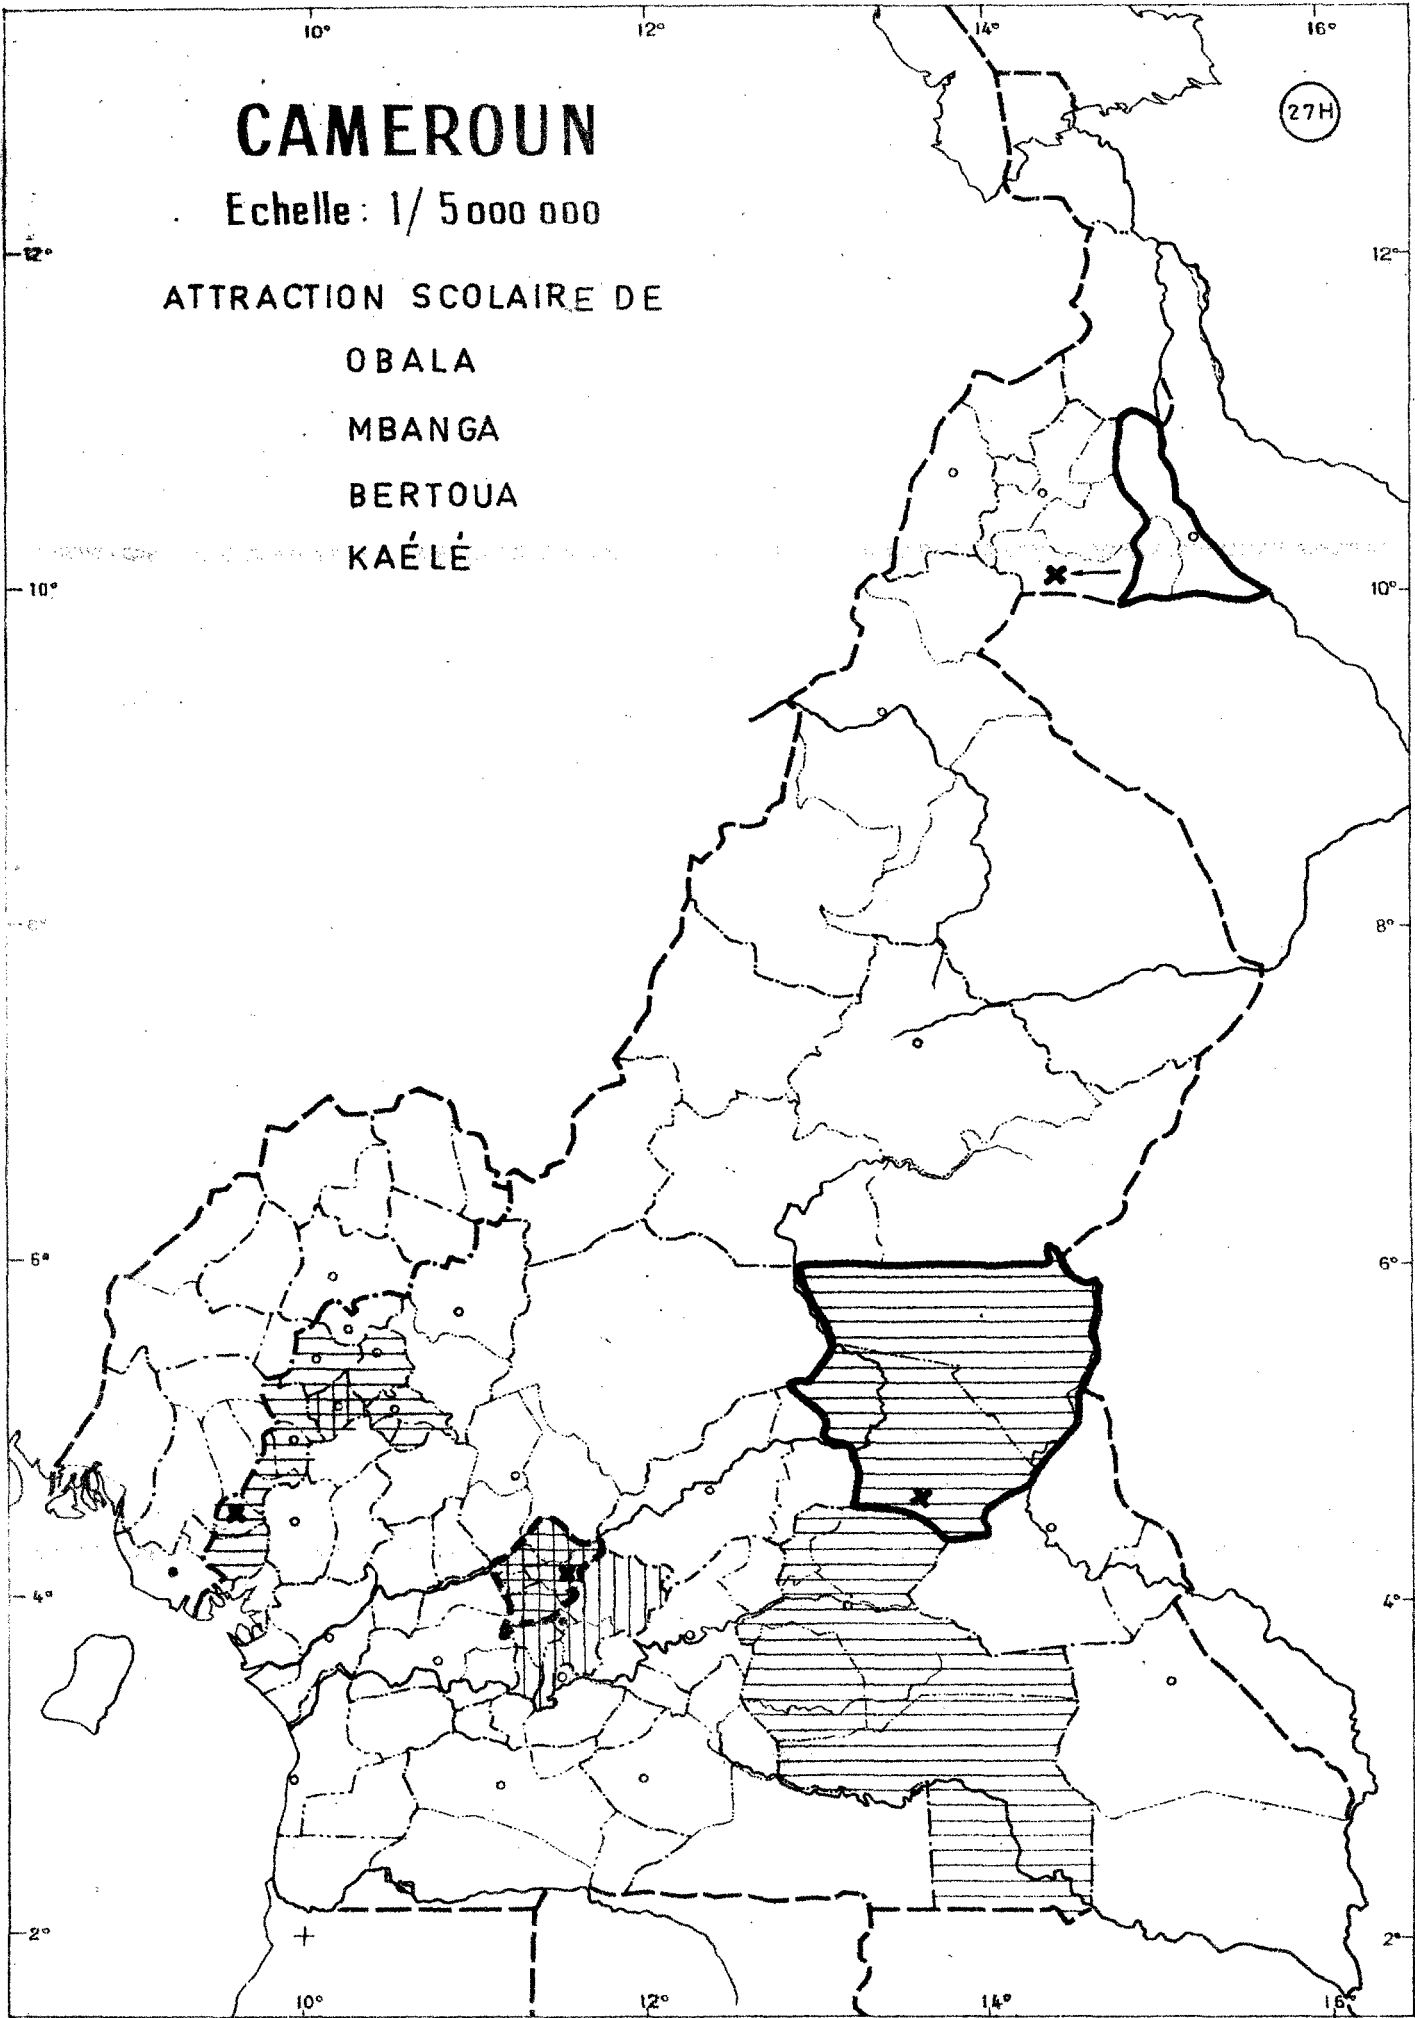 10° 12° 14° 16°
27H
CAMEROUN
Echelle : 1/ 5 000 000
12° 12°
ATTRACTION SCOLAIRE DE
OBALA
MBANGA
BERTOUA
KAÉLÉ
10° 10°
8° 8°
6° 6°
4° 4°
2° 2°
10° 12° 14° 16°